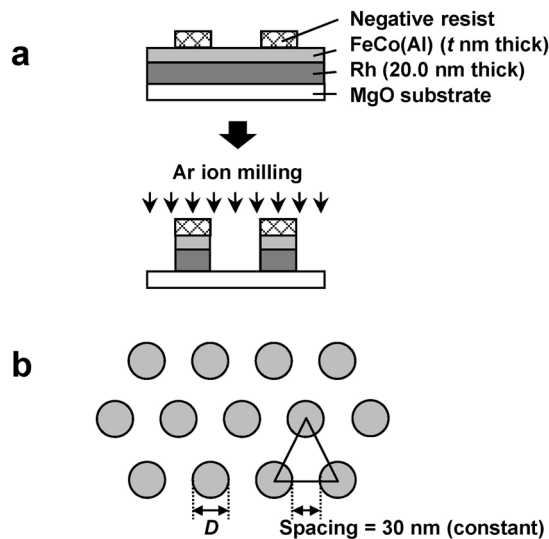 a
Negative resist
FeCo(Al) (t nm thick)
Rh (20.0 nm thick)
MgO substrate
Ar ion milling
b
D
Spacing = 30 nm (constant)